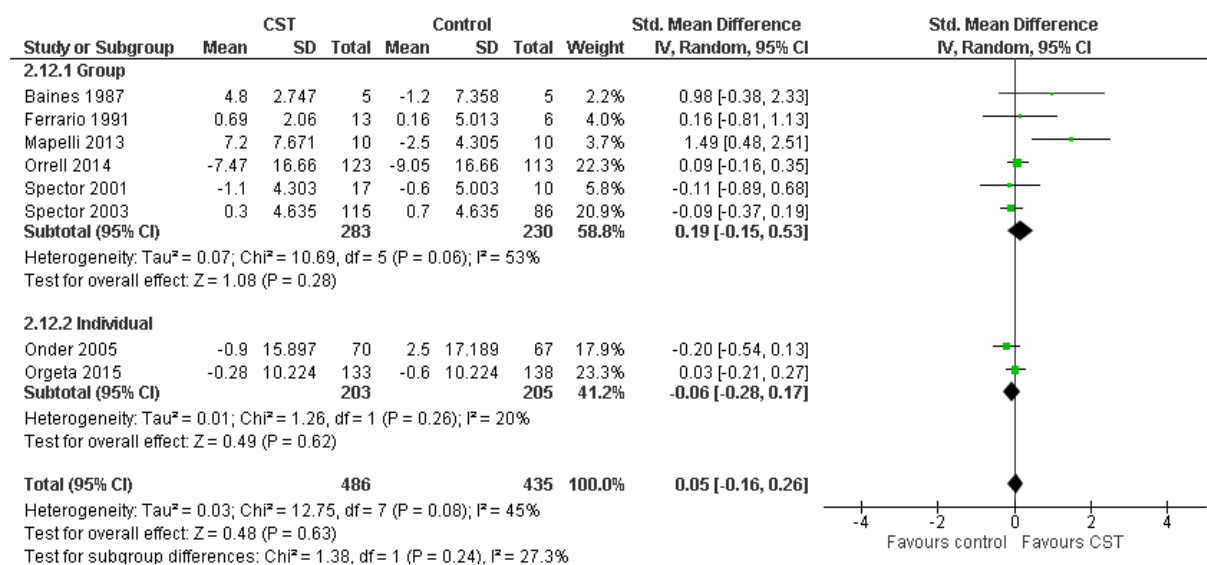 CST Control Std. Mean Difference Std. Mean Difference
Study or Subgroup Mean SD Total Mean SD Total Weight IV, Random, 95% CI IV, Random, 95% CI
2.12.1 Group
Baines 1987 4.8 2.747 5 -1.2 7.358 5 2.2% 0.98 [-0.38, 2.33]
Ferrario 1991 0.69 2.06 13 0.16 5.013 6 4.0% 0.16 [-0.81, 1.13]
Mapelli 2013 7.2 7.671 10 -2.5 4.305 10 3.7% 1.49 [0.48, 2.51]
Orrell 2014 -7.47 16.66 123 -9.05 16.66 113 22.3% 0.09 [-0.16, 0.35]
Spector 2001 -1.1 4.303 17 -0.6 5.003 10 5.8% -0.11 [-0.89, 0.68]
Spector 2003 0.3 4.635 115 0.7 4.635 86 20.9% -0.09 [-0.37, 0.19]
Subtotal (95% CI) 283 230 58.8% 0.19 [-0.15, 0.53]
Heterogeneity: Tau² = 0.07; Chi² = 10.69, df = 5 (P = 0.06); I² = 53%
Test for overall effect: Z = 1.08 (P = 0.28)
2.12.2 Individual
Onder 2005 -0.9 15.897 70 2.5 17.189 67 17.9% -0.20 [-0.54, 0.13]
Orgeta 2015 -0.28 10.224 133 -0.6 10.224 138 23.3% 0.03 [-0.21, 0.27]
Subtotal (95% CI) 203 205 41.2% -0.06 [-0.28, 0.17]
Heterogeneity: Tau² = 0.01; Chi² = 1.26, df = 1 (P = 0.26); I² = 20%
Test for overall effect: Z = 0.49 (P = 0.62)
Total (95% CI) 486 435 100.0% 0.05 [-0.16, 0.26]
Heterogeneity: Tau² = 0.03; Chi² = 12.75, df = 7 (P = 0.08); I² = 45%
Test for overall effect: Z = 0.48 (P = 0.63)
Test for subgroup differences: Chi² = 1.38, df = 1 (P = 0.24), I² = 27.3%
-4 -2 0 2 4
Favours control Favours CST